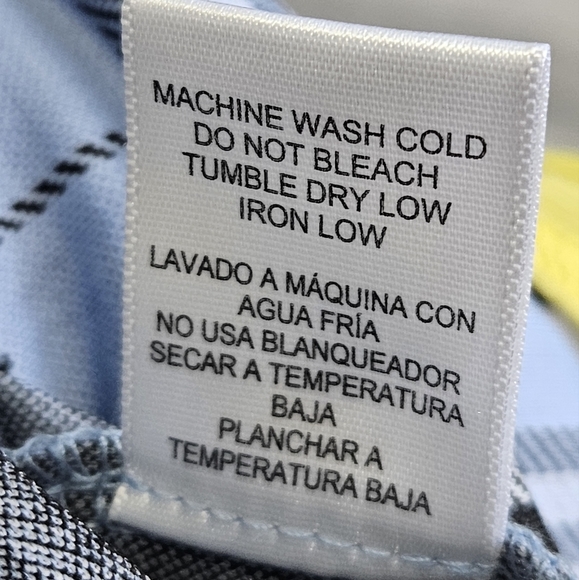 MACHINE WASH COLD
DO NOT BLEACH
TUMBLE DRY LOW
IRON LOW
LAVADO A MÁQUINA CON
AGUA FRÍA
NO USA BLANQUEADOR
SECAR A TEMPERATURA
BAJA
PLANCHAR A
TEMPERATURA BAJA